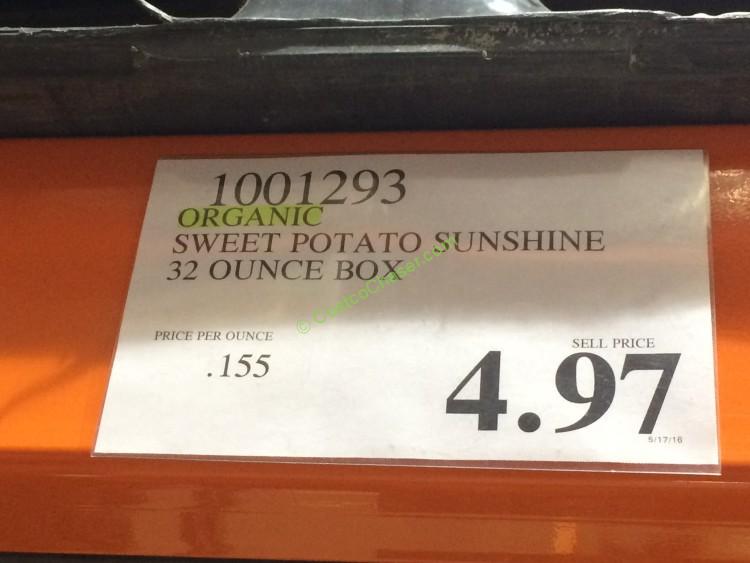 1001293
ORGANIC
SWEET POTATO SUNSHINE
32 OUNCE BOX
© CostcoChaser.com
PRICE PER OUNCE
.155
SELL PRICE
4.97
5/17/16